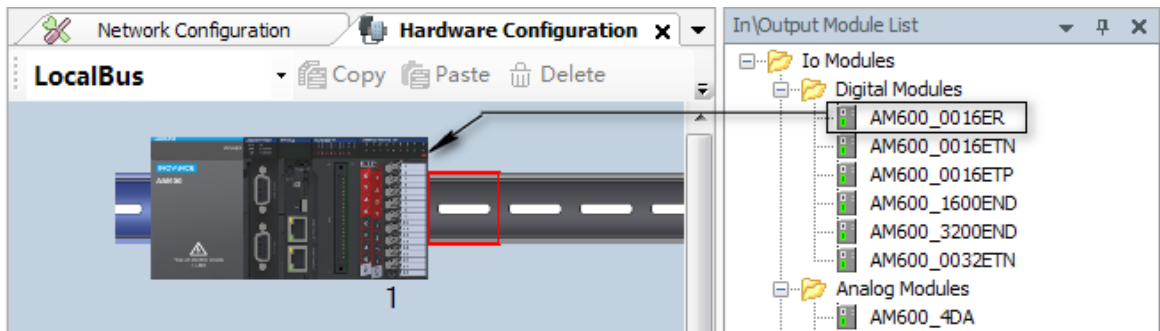 Network Configuration
Hardware Configuration
LocalBus
Copy
Paste
Delete
INOVANCE
1
In\Output Module List
Io Modules
Digital Modules
AM600_0016ER
AM600_0016ETN
AM600_0016ETP
AM600_1600END
AM600_3200END
AM600_0032ETN
Analog Modules
AM600_4DA